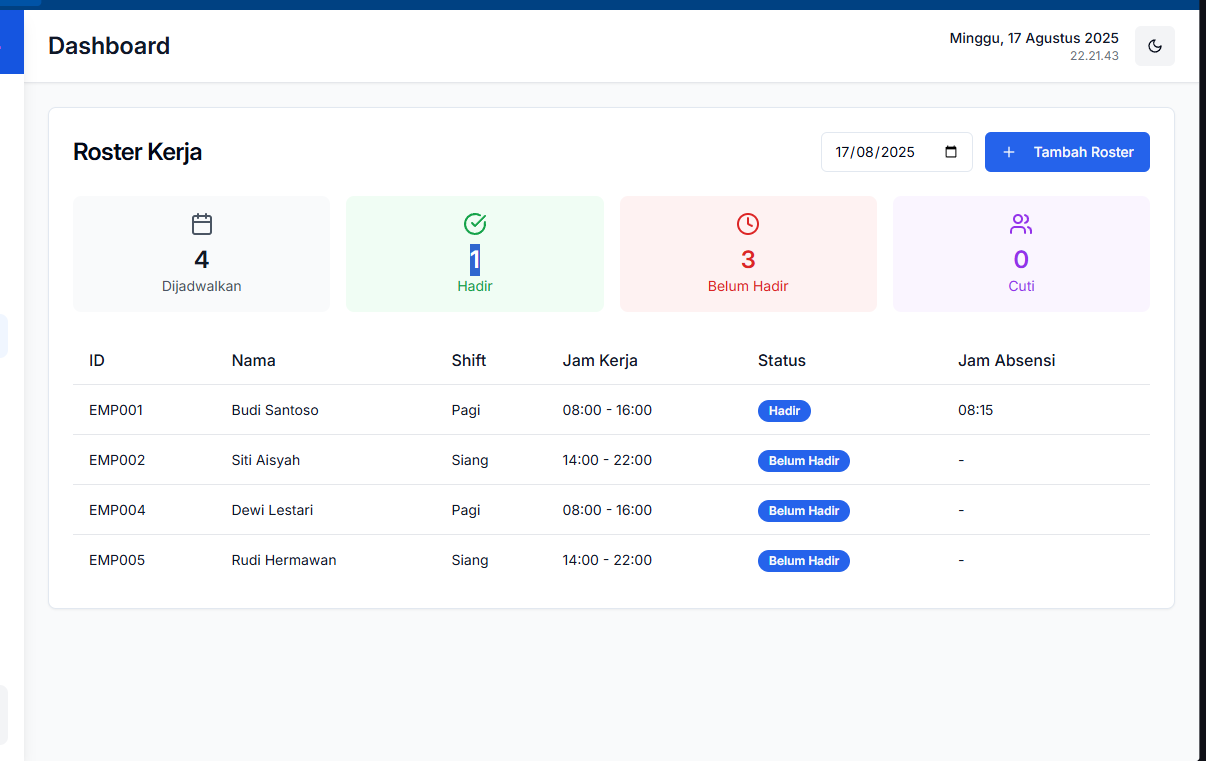 Dashboard
Minggu, 17 Agustus 2025
22.21.43
Roster Kerja
17/08/2025
+ Tambah Roster
4
Dijadwalkan
1
Hadir
3
Belum Hadir
0
Cuti
ID Nama Shift Jam Kerja Status Jam Absensi
EMP001 Budi Santoso Pagi 08:00 - 16:00 Hadir 08:15
EMP002 Siti Aisyah Siang 14:00 - 22:00 Belum Hadir -
EMP004 Dewi Lestari Pagi 08:00 - 16:00 Belum Hadir -
EMP005 Rudi Hermawan Siang 14:00 - 22:00 Belum Hadir -